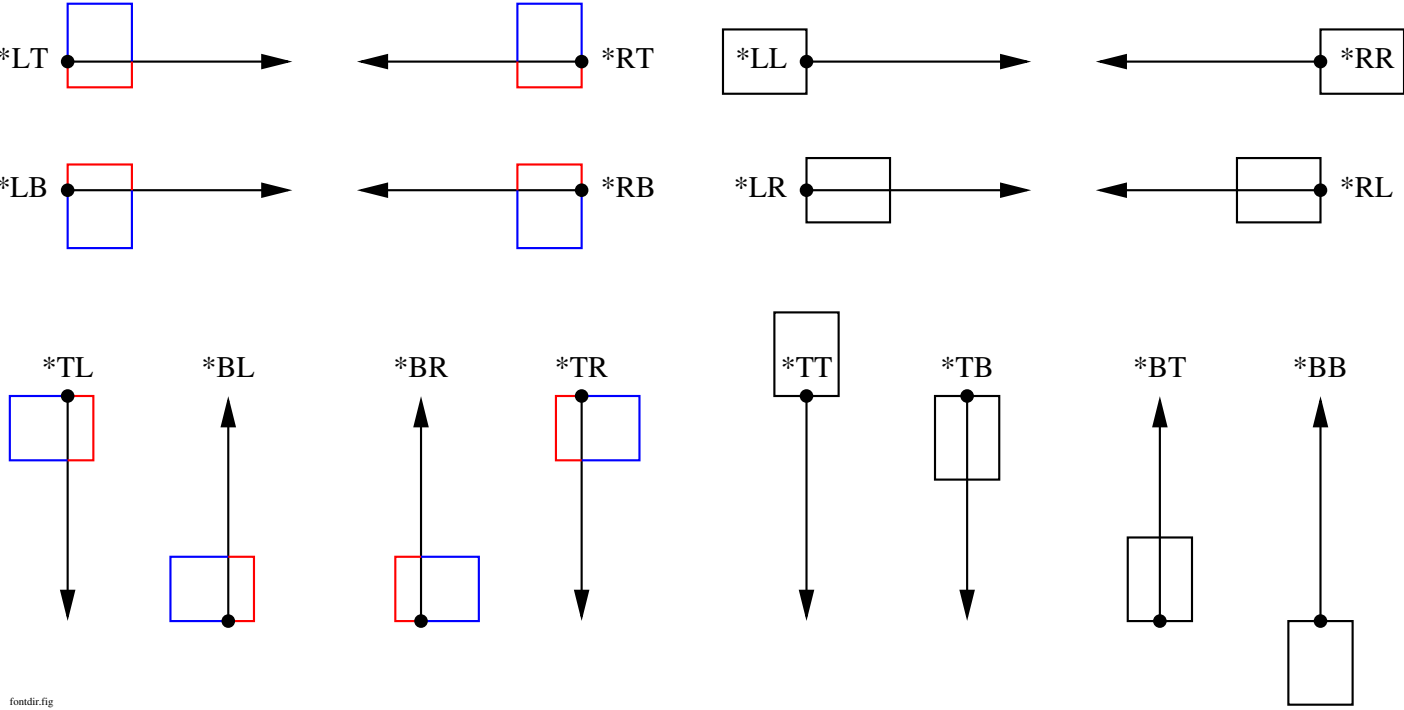 *LT *RT *LL *RR
*LB *RB *LR *RL
*TL *BL *BR *TR *TT *TB *BT *BB
fontdir.fig